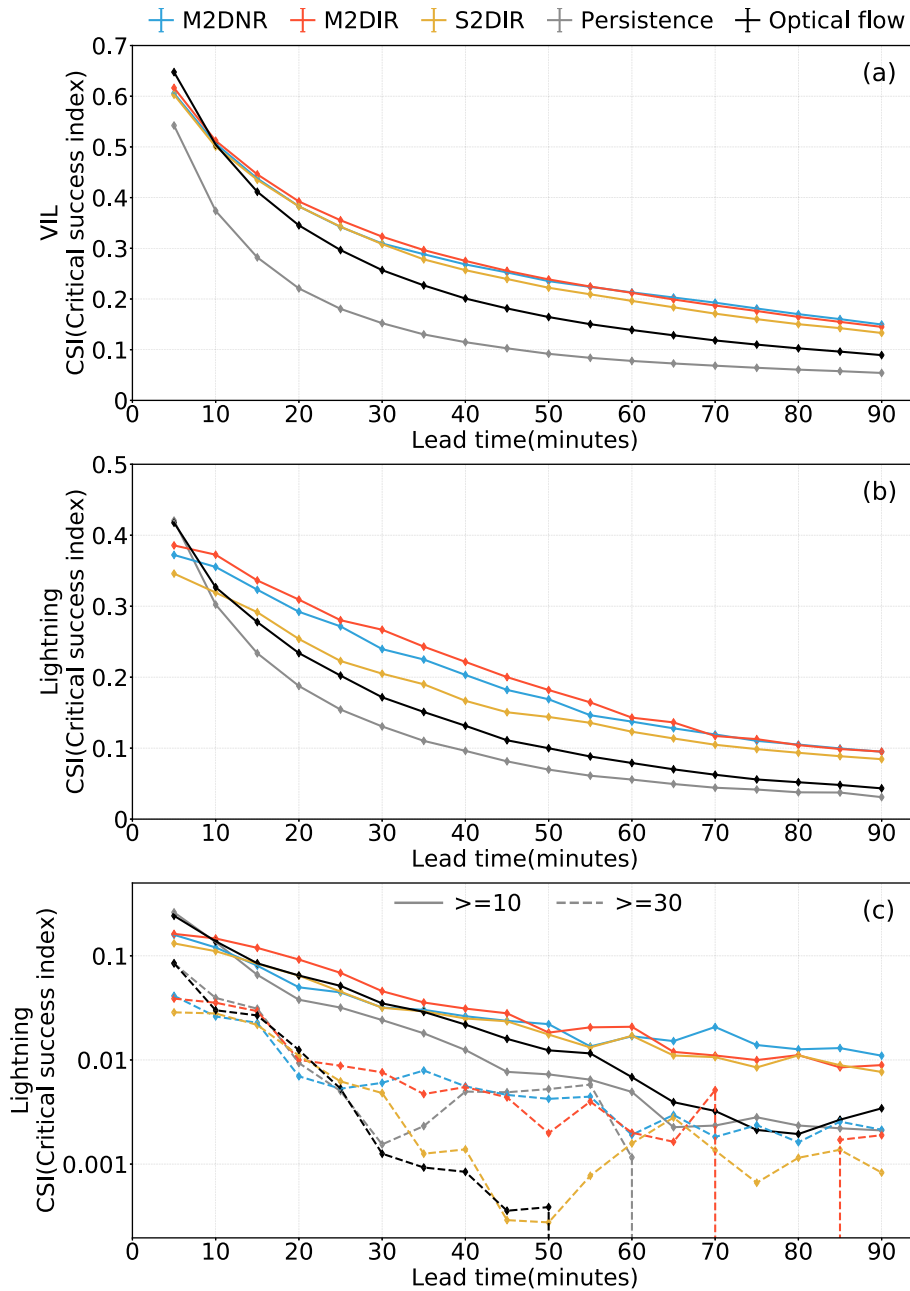 M2DNR M2DIR S2DIR Persistence Optical flow
(a)
VIL
CSI(Critical success index)
0.7
0.6
0.5
0.4
0.3
0.2
0.1
0
0 10 20 30 40 50 60 70 80 90
Lead time(minutes)
(b)
Lightning
CSI(Critical success index)
0.5
0.4
0.3
0.2
0.1
0
0 10 20 30 40 50 60 70 80 90
Lead time(minutes)
>=10 >=30
(c)
Lightning
CSI(Critical success index)
0.1
0.01
0.001
0 10 20 30 40 50 60 70 80 90
Lead time(minutes)